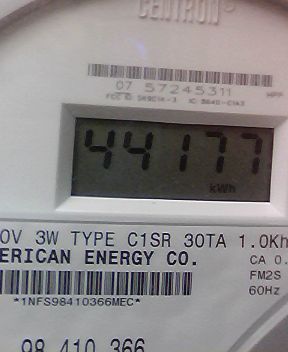 CENTRON®
07 57245311
44177
kWh
0V 3W TYPE C1SR 30TA 1.0Kh
ERICAN ENERGY CO.
CA 0.
FM2S
*1NFS98410366MEC*
60Hz
98 410 366